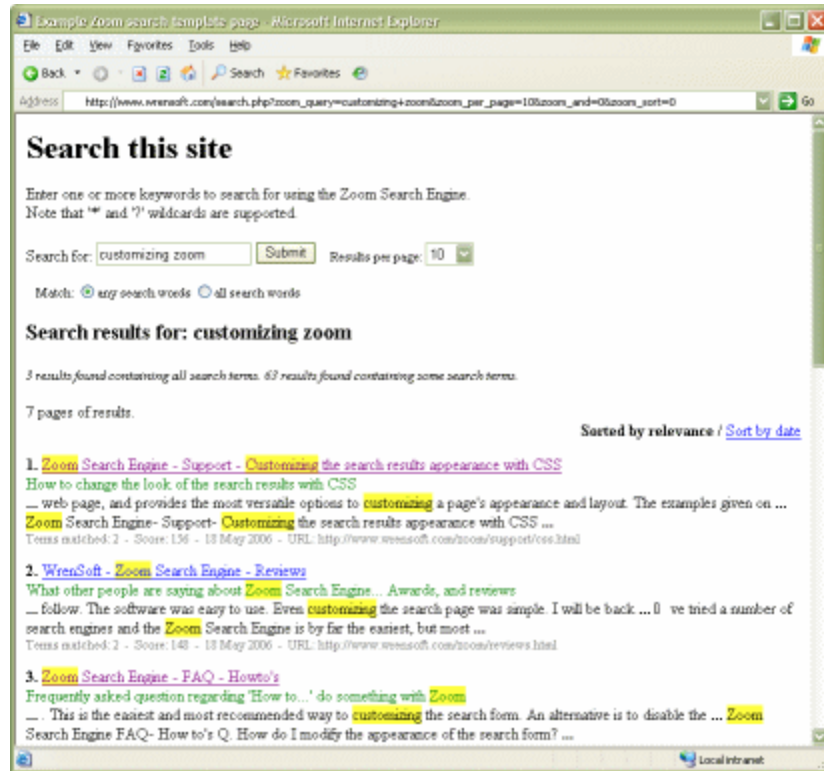 Example Zoom search template page - Microsoft Internet Explorer
File Edit View Favorites Tools Help
Back Search Favorites
Address http://www.wrensoft.com/search.php?zoom_query=customizing+zoom&zoom_per_page=10&zoom_and=0&zoom_sort=0 Go
Search this site
Enter one or more keywords to search for using the Zoom Search Engine.
Note that '*' and '?' wildcards are supported.
Search for: customizing zoom Submit Results per page: 10
Match: any search words all search words
Search results for: customizing zoom
3 results found containing all search terms. 63 results found containing some search terms.
7 pages of results.
Sorted by relevance / Sort by date
1. Zoom Search Engine - Support - Customizing the search results appearance with CSS
How to change the look of the search results with CSS
... web page, and provides the most versatile options to customizing a page's appearance and layout. The examples given on ...
Zoom Search Engine- Support- Customizing the search results appearance with CSS ...
Terms matched: 2 - Score: 156 - 18 May 2006 - URL: http://www.wrensoft.com/zoom/support/css.html
2. WrenSoft - Zoom Search Engine - Reviews
What other people are saying about Zoom Search Engine... Awards, and reviews
... follow. The software was easy to use. Even customizing the search page was simple. I will be back ... ve tried a number of
search engines and the Zoom Search Engine is by far the easiest, but most ...
Terms matched: 2 - Score: 148 - 18 May 2006 - URL: http://www.wrensoft.com/zoom/reviews.html
3. Zoom Search Engine - FAQ - Howto's
Frequently asked question regarding 'How to...' do something with Zoom
... . This is the easiest and most recommended way to customizing the search form. An alternative is to disable the ... Zoom
Search Engine FAQ- How to's Q. How do I modify the appearance of the search form? ...
Local intranet